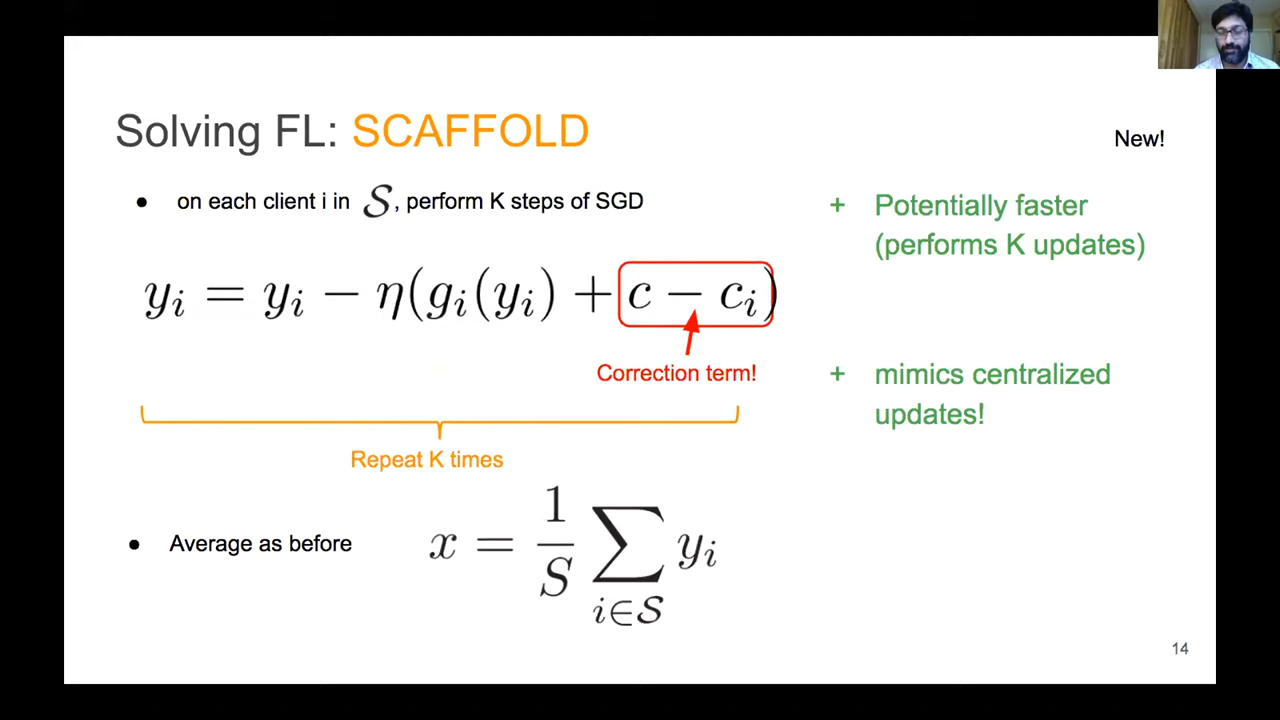 Solving FL: SCAFFOLD
New!
● on each client i in 𝒮, perform K steps of SGD
+ Potentially faster
(performs K updates)
yᵢ = yᵢ − η(gᵢ(yᵢ) + c − cᵢ)
Correction term!
+ mimics centralized
updates!
Repeat K times
● Average as before
x = 1/S ∑ i∈𝒮 yᵢ
14